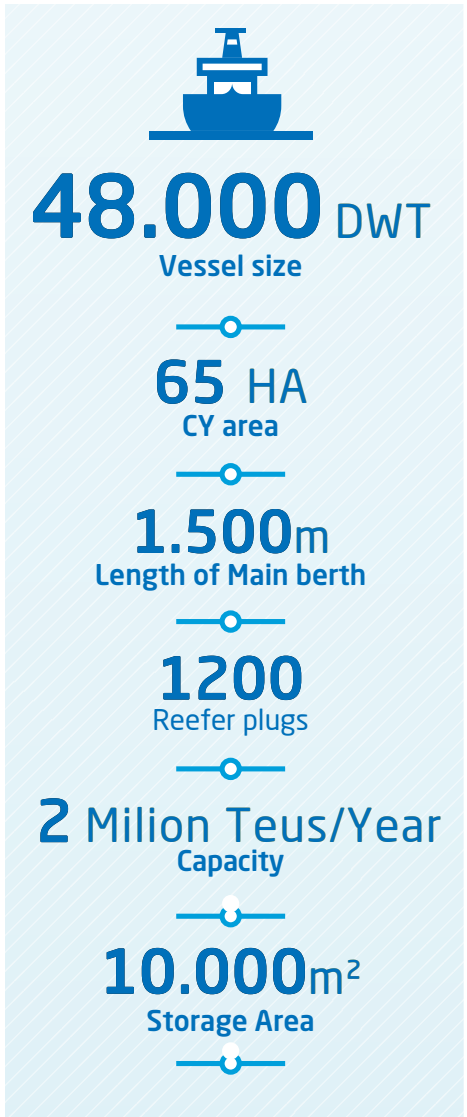 48.000 DWT
Vessel size
65 HA
CY area
1.500m
Length of Main berth
1200
Reefer plugs
2 Milion Teus/Year
Capacity
10.000m²
Storage Area